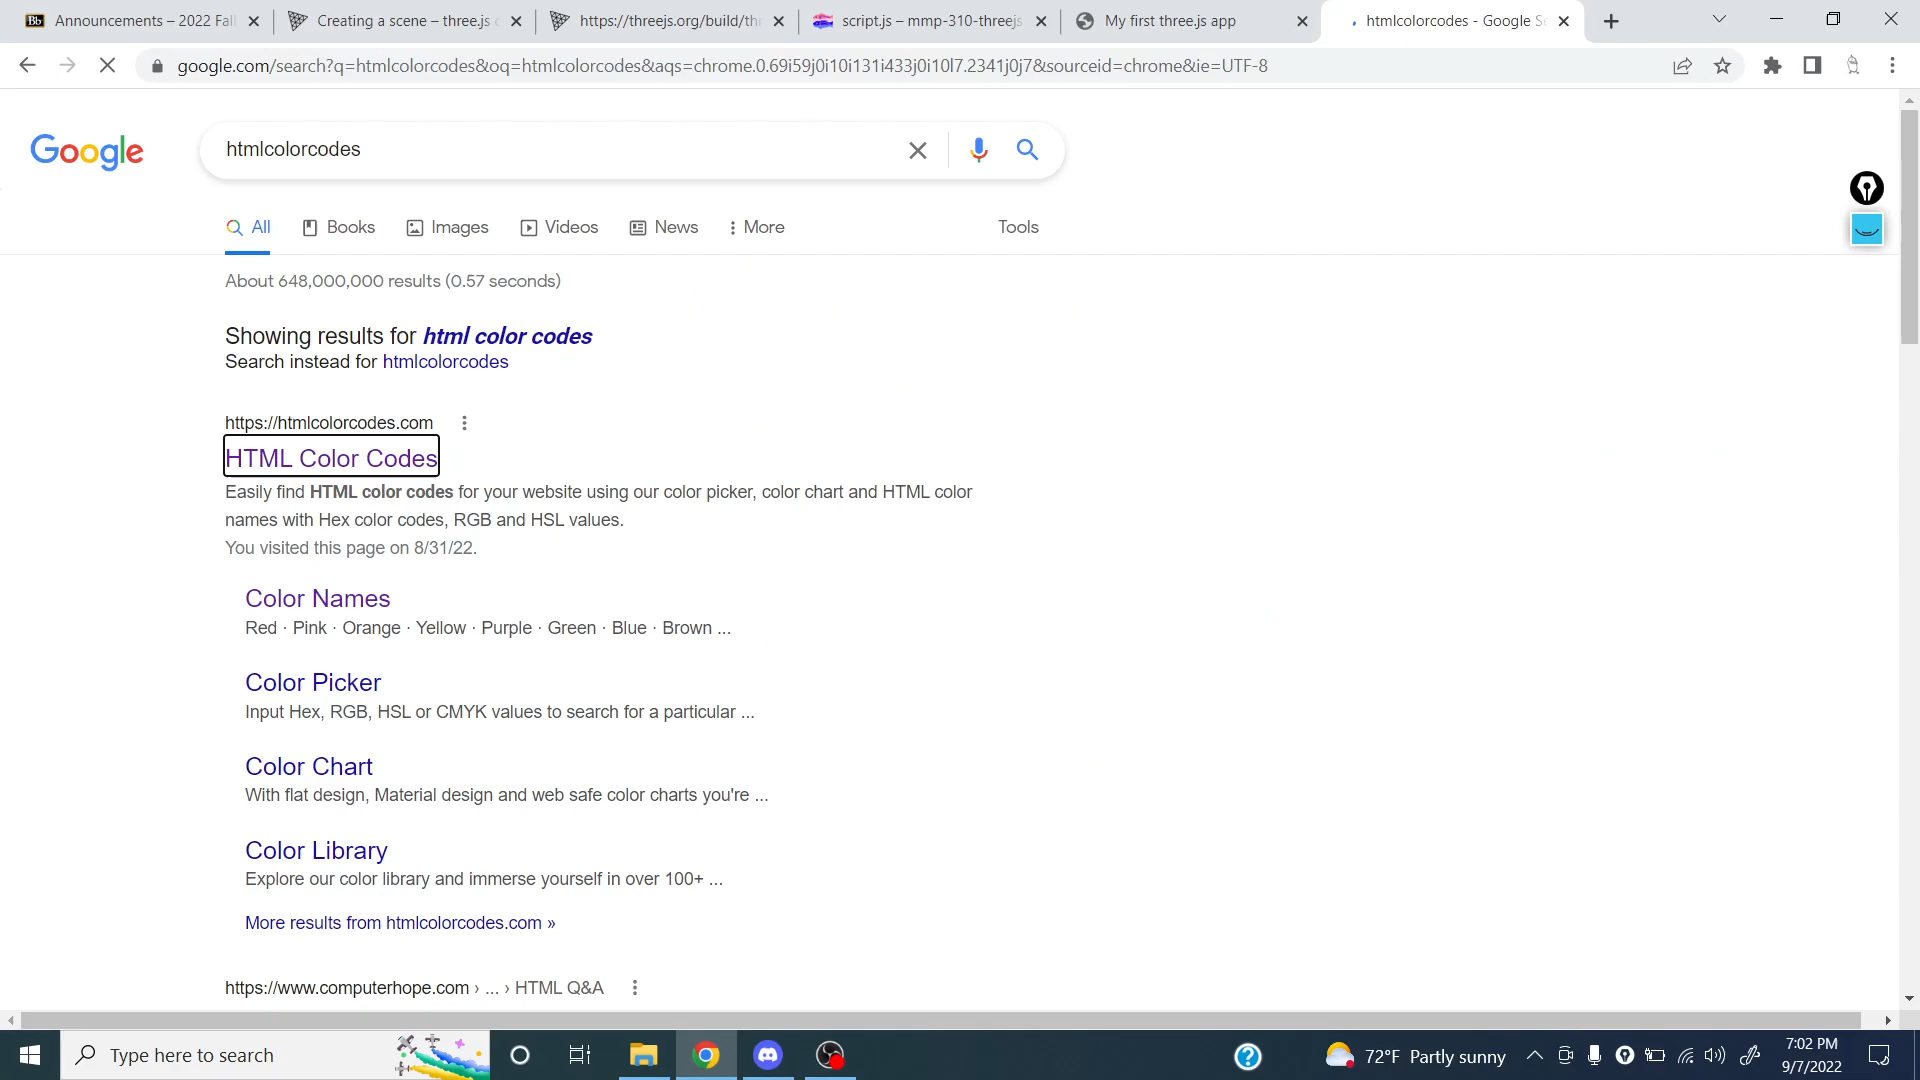 Bb Announcements – 2022 Fall
Creating a scene – three.js
https://threejs.org/build/thr
script.js – mmp-310-threejs
My first three.js app
htmlcolorcodes - Google Se
google.com/search?q=htmlcolorcodes&oq=htmlcolorcodes&aqs=chrome.0.69i59j0i10i131i433j0i10l7.2341j0j7&sourceid=chrome&ie=UTF-8
Google
htmlcolorcodes
All
Books
Images
Videos
News
More
Tools
About 648,000,000 results (0.57 seconds)
Showing results for html color codes
Search instead for htmlcolorcodes
https://htmlcolorcodes.com
HTML Color Codes
Easily find HTML color codes for your website using our color picker, color chart and HTML color
names with Hex color codes, RGB and HSL values.
You visited this page on 8/31/22.
Color Names
Red · Pink · Orange · Yellow · Purple · Green · Blue · Brown ...
Color Picker
Input Hex, RGB, HSL or CMYK values to search for a particular ...
Color Chart
With flat design, Material design and web safe color charts you're ...
Color Library
Explore our color library and immerse yourself in over 100+ ...
More results from htmlcolorcodes.com »
https://www.computerhope.com › ... › HTML Q&A
Type here to search
72°F Partly sunny
7:02 PM
9/7/2022